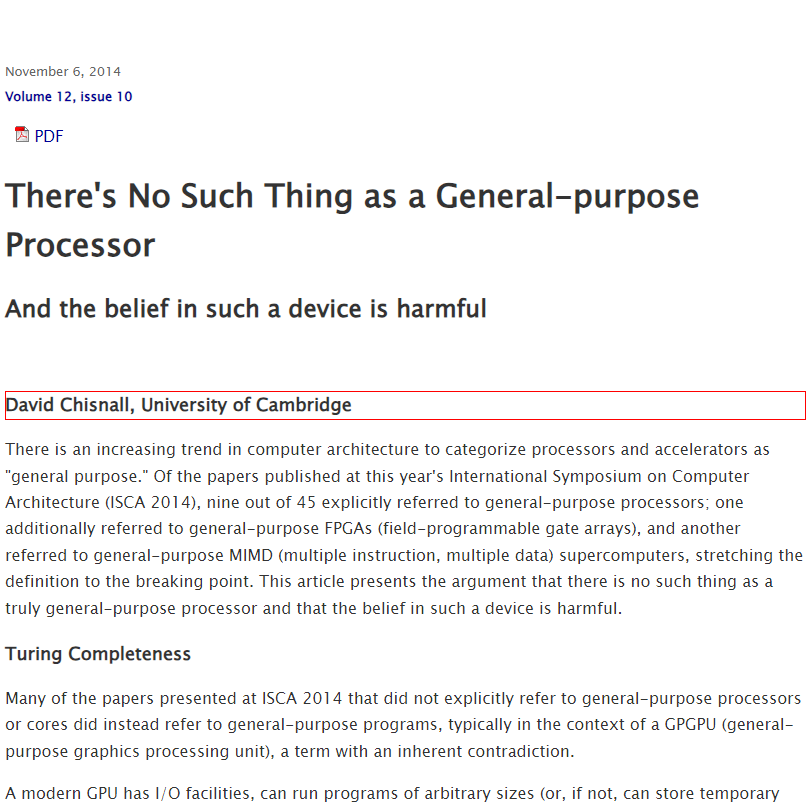 November 6, 2014
Volume 12, issue 10
PDF
There's No Such Thing as a General-purpose
Processor
And the belief in such a device is harmful
David Chisnall, University of Cambridge
There is an increasing trend in computer architecture to categorize processors and accelerators as
"general purpose." Of the papers published at this year's International Symposium on Computer
Architecture (ISCA 2014), nine out of 45 explicitly referred to general-purpose processors; one
additionally referred to general-purpose FPGAs (field-programmable gate arrays), and another
referred to general-purpose MIMD (multiple instruction, multiple data) supercomputers, stretching the
definition to the breaking point. This article presents the argument that there is no such thing as a
truly general-purpose processor and that the belief in such a device is harmful.
Turing Completeness
Many of the papers presented at ISCA 2014 that did not explicitly refer to general-purpose processors
or cores did instead refer to general-purpose programs, typically in the context of a GPGPU (general-
purpose graphics processing unit), a term with an inherent contradiction.
A modern GPU has I/O facilities, can run programs of arbitrary sizes (or, if not, can store temporary